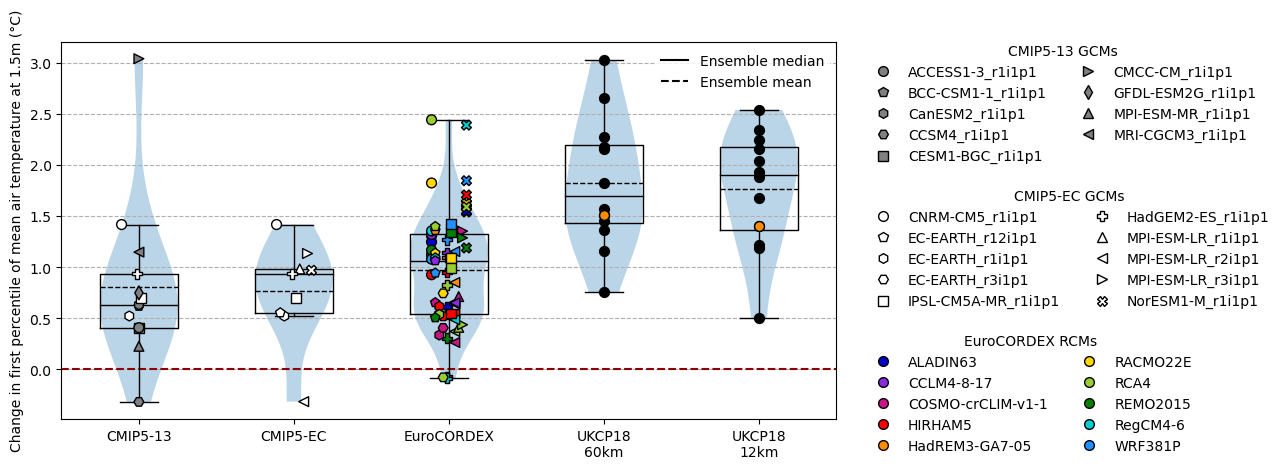 Change in first percentile of mean air temperature at 1.5m (°C)
3.0
2.5
2.0
1.5
1.0
0.5
0.0
Ensemble median
Ensemble mean
CMIP5-13
CMIP5-EC
EuroCORDEX
UKCP18
60km
UKCP18
12km
CMIP5-13 GCMs
ACCESS1-3_r1i1p1
BCC-CSM1-1_r1i1p1
CanESM2_r1i1p1
CCSM4_r1i1p1
CESM1-BGC_r1i1p1
CMCC-CM_r1i1p1
GFDL-ESM2G_r1i1p1
MPI-ESM-MR_r1i1p1
MRI-CGCM3_r1i1p1
CMIP5-EC GCMs
CNRM-CM5_r1i1p1
EC-EARTH_r12i1p1
EC-EARTH_r1i1p1
EC-EARTH_r3i1p1
IPSL-CM5A-MR_r1i1p1
HadGEM2-ES_r1i1p1
MPI-ESM-LR_r1i1p1
MPI-ESM-LR_r2i1p1
MPI-ESM-LR_r3i1p1
NorESM1-M_r1i1p1
EuroCORDEX RCMs
ALADIN63
CCLM4-8-17
COSMO-crCLIM-v1-1
HIRHAM5
HadREM3-GA7-05
RACMO22E
RCA4
REMO2015
RegCM4-6
WRF381P